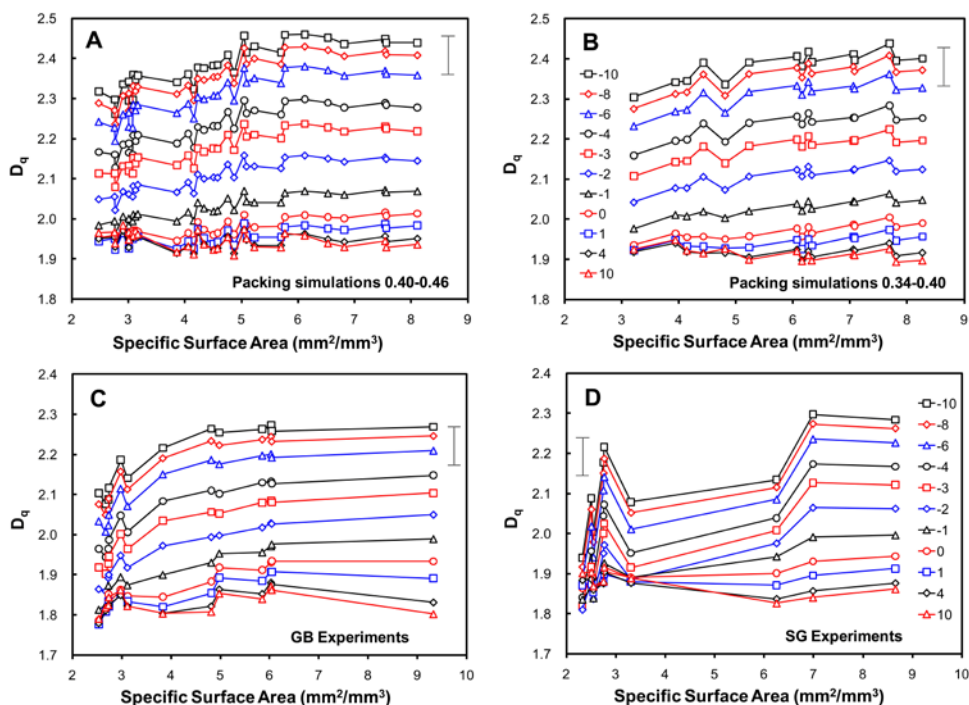 A
2.5
2.4
2.3
2.2
2.1
2.0
1.9
1.8
Dq
2 3 4 5 6 7 8 9
Packing simulations 0.40-0.46
Specific Surface Area (mm²/mm³)
B
2.5
2.4
2.3
2.2
2.1
2.0
1.9
1.8
Dq
-10
-8
-6
-4
-3
-2
-1
0
1
4
10
2 3 4 5 6 7 8 9
Packing simulations 0.34-0.40
Specific Surface Area (mm²/mm³)
C
2.4
2.3
2.2
2.1
2.0
1.9
1.8
1.7
Dq
2 3 4 5 6 7 8 9 10
GB Experiments
Specific Surface Area (mm²/mm³)
D
2.4
2.3
2.2
2.1
2.0
1.9
1.8
1.7
Dq
-10
-8
-6
-4
-3
-2
-1
0
1
4
10
2 3 4 5 6 7 8 9 10
SG Experiments
Specific Surface Area (mm²/mm³)